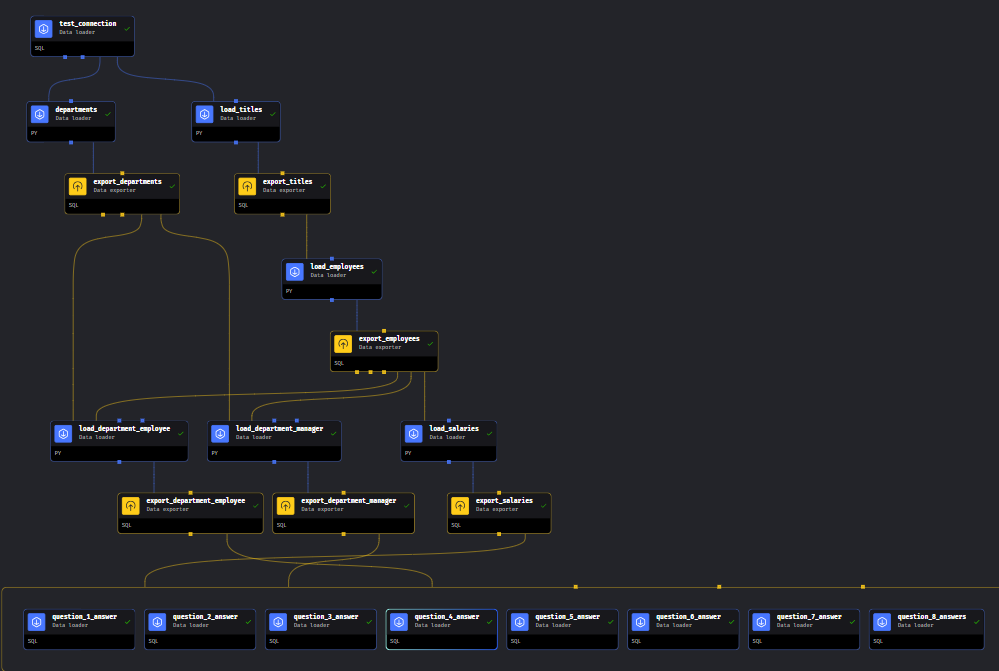 test_connection
Data loader
SQL
departments
Data loader
PY
load_titles
Data loader
PY
export_departments
Data exporter
SQL
export_titles
Data exporter
SQL
load_employees
Data loader
PY
export_employees
Data exporter
SQL
load_department_employee
Data loader
PY
load_department_manager
Data loader
PY
load_salaries
Data loader
PY
export_department_employee
Data exporter
SQL
export_department_manager
Data exporter
SQL
export_salaries
Data exporter
SQL
question_1_answer
Data loader
SQL
question_2_answer
Data loader
SQL
question_3_answer
Data loader
SQL
question_4_answer
Data loader
SQL
question_5_answer
Data loader
SQL
question_6_answer
Data loader
SQL
question_7_answer
Data loader
SQL
question_8_answers
Data loader
SQL